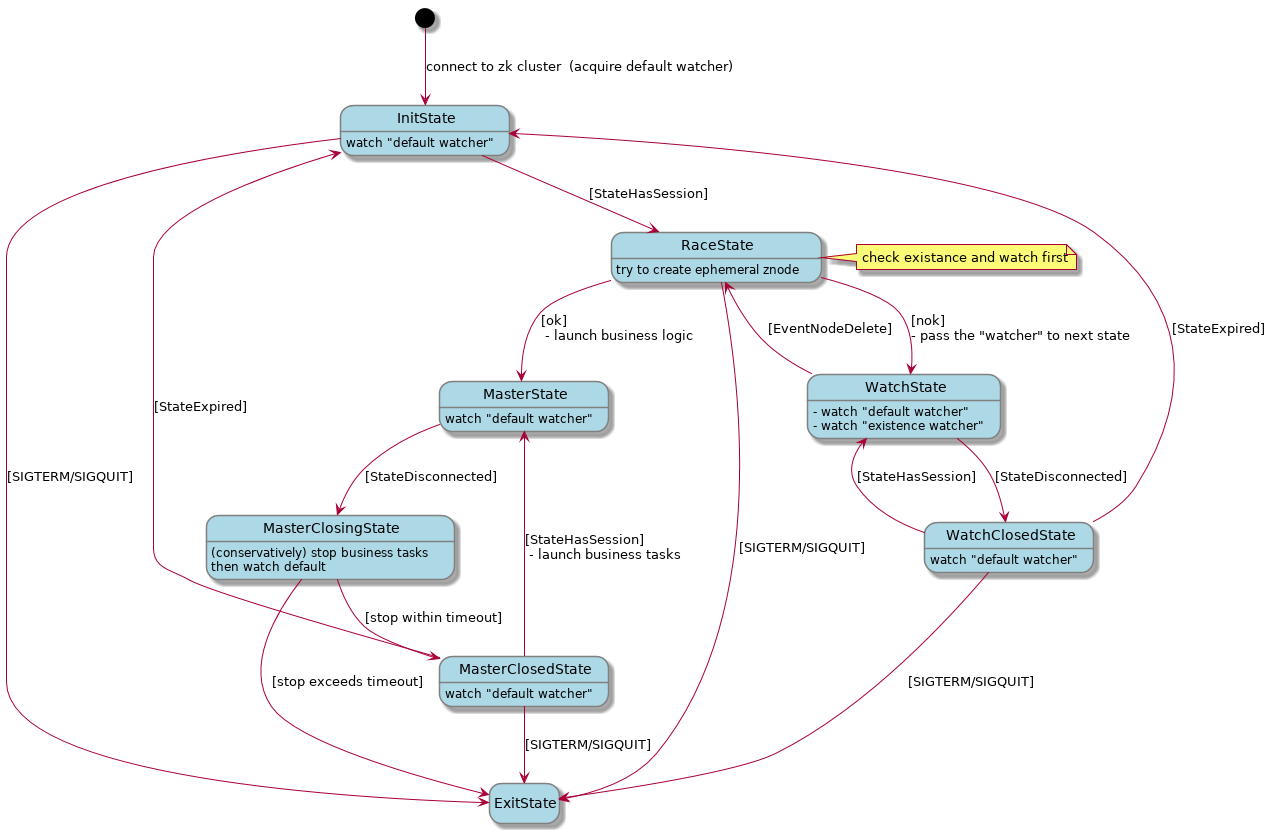 connect to zk cluster  (acquire default watcher)
InitState
watch "default watcher"
[StateHasSession]
RaceState
try to create ephemeral znode
check existance and watch first
[ok]
- launch business logic
[EventNodeDelete]
[nok]
- pass the "watcher" to next state
[StateExpired]
MasterState
watch "default watcher"
WatchState
- watch "default watcher"
- watch "existence watcher"
[StateExpired]
[SIGTERM/SIGQUIT]
[StateDisconnected]
[StateHasSession]
[StateDisconnected]
MasterClosingState
(conservatively) stop business tasks
then watch default
[StateHasSession]
- launch business tasks
[SIGTERM/SIGQUIT]
WatchClosedState
watch "default watcher"
[stop within timeout]
MasterClosedState
watch "default watcher"
[stop exceeds timeout]
[SIGTERM/SIGQUIT]
[SIGTERM/SIGQUIT]
ExitState